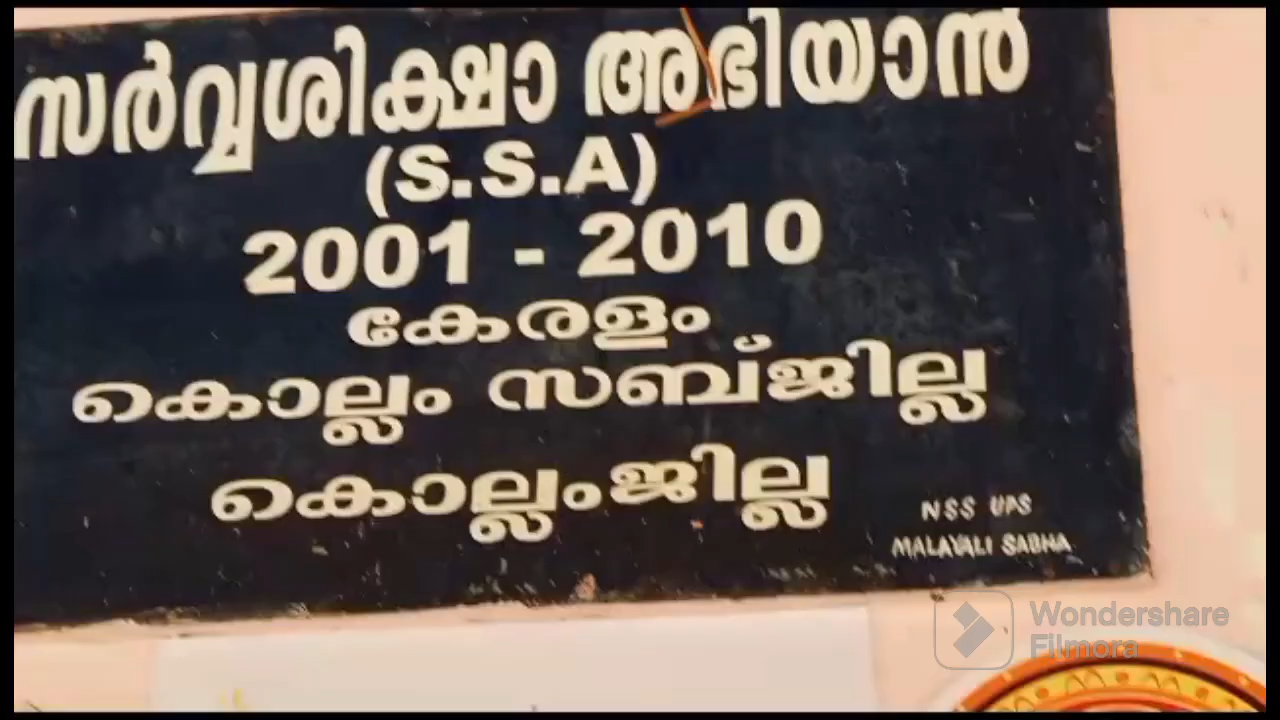 സർവ്വശിക്ഷാ അഭിയാൻ
(S.S.A)
2001 - 2010
കേരളം
കൊല്ലം സബ്ജില്ല
കൊല്ലംജില്ല
NSS UPS
MALAYALI SABHA
Wondershare
Filmora